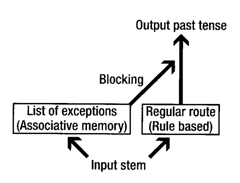 Output past tense
Blocking
List of exceptions
(Associative memory)
Regular route
(Rule based)
Input stem